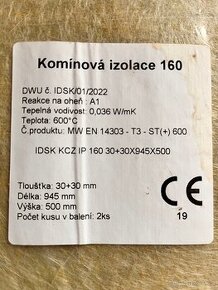 Komínová izolace 160
DWU č. IDSK/01/2022
Reakce na oheň : A1
Tepelná vodivost: 0,036 W/mK
Teplota: 600°C
Č.produktu: MW EN 14303 - T3 - ST(+) 600
IDSK KCZ IP 160 30+30X945X500
Tloušťka: 30+30 mm
Délka: 945 mm
Výška: 500 mm
Počet kusu v balení: 2ks
CE
19